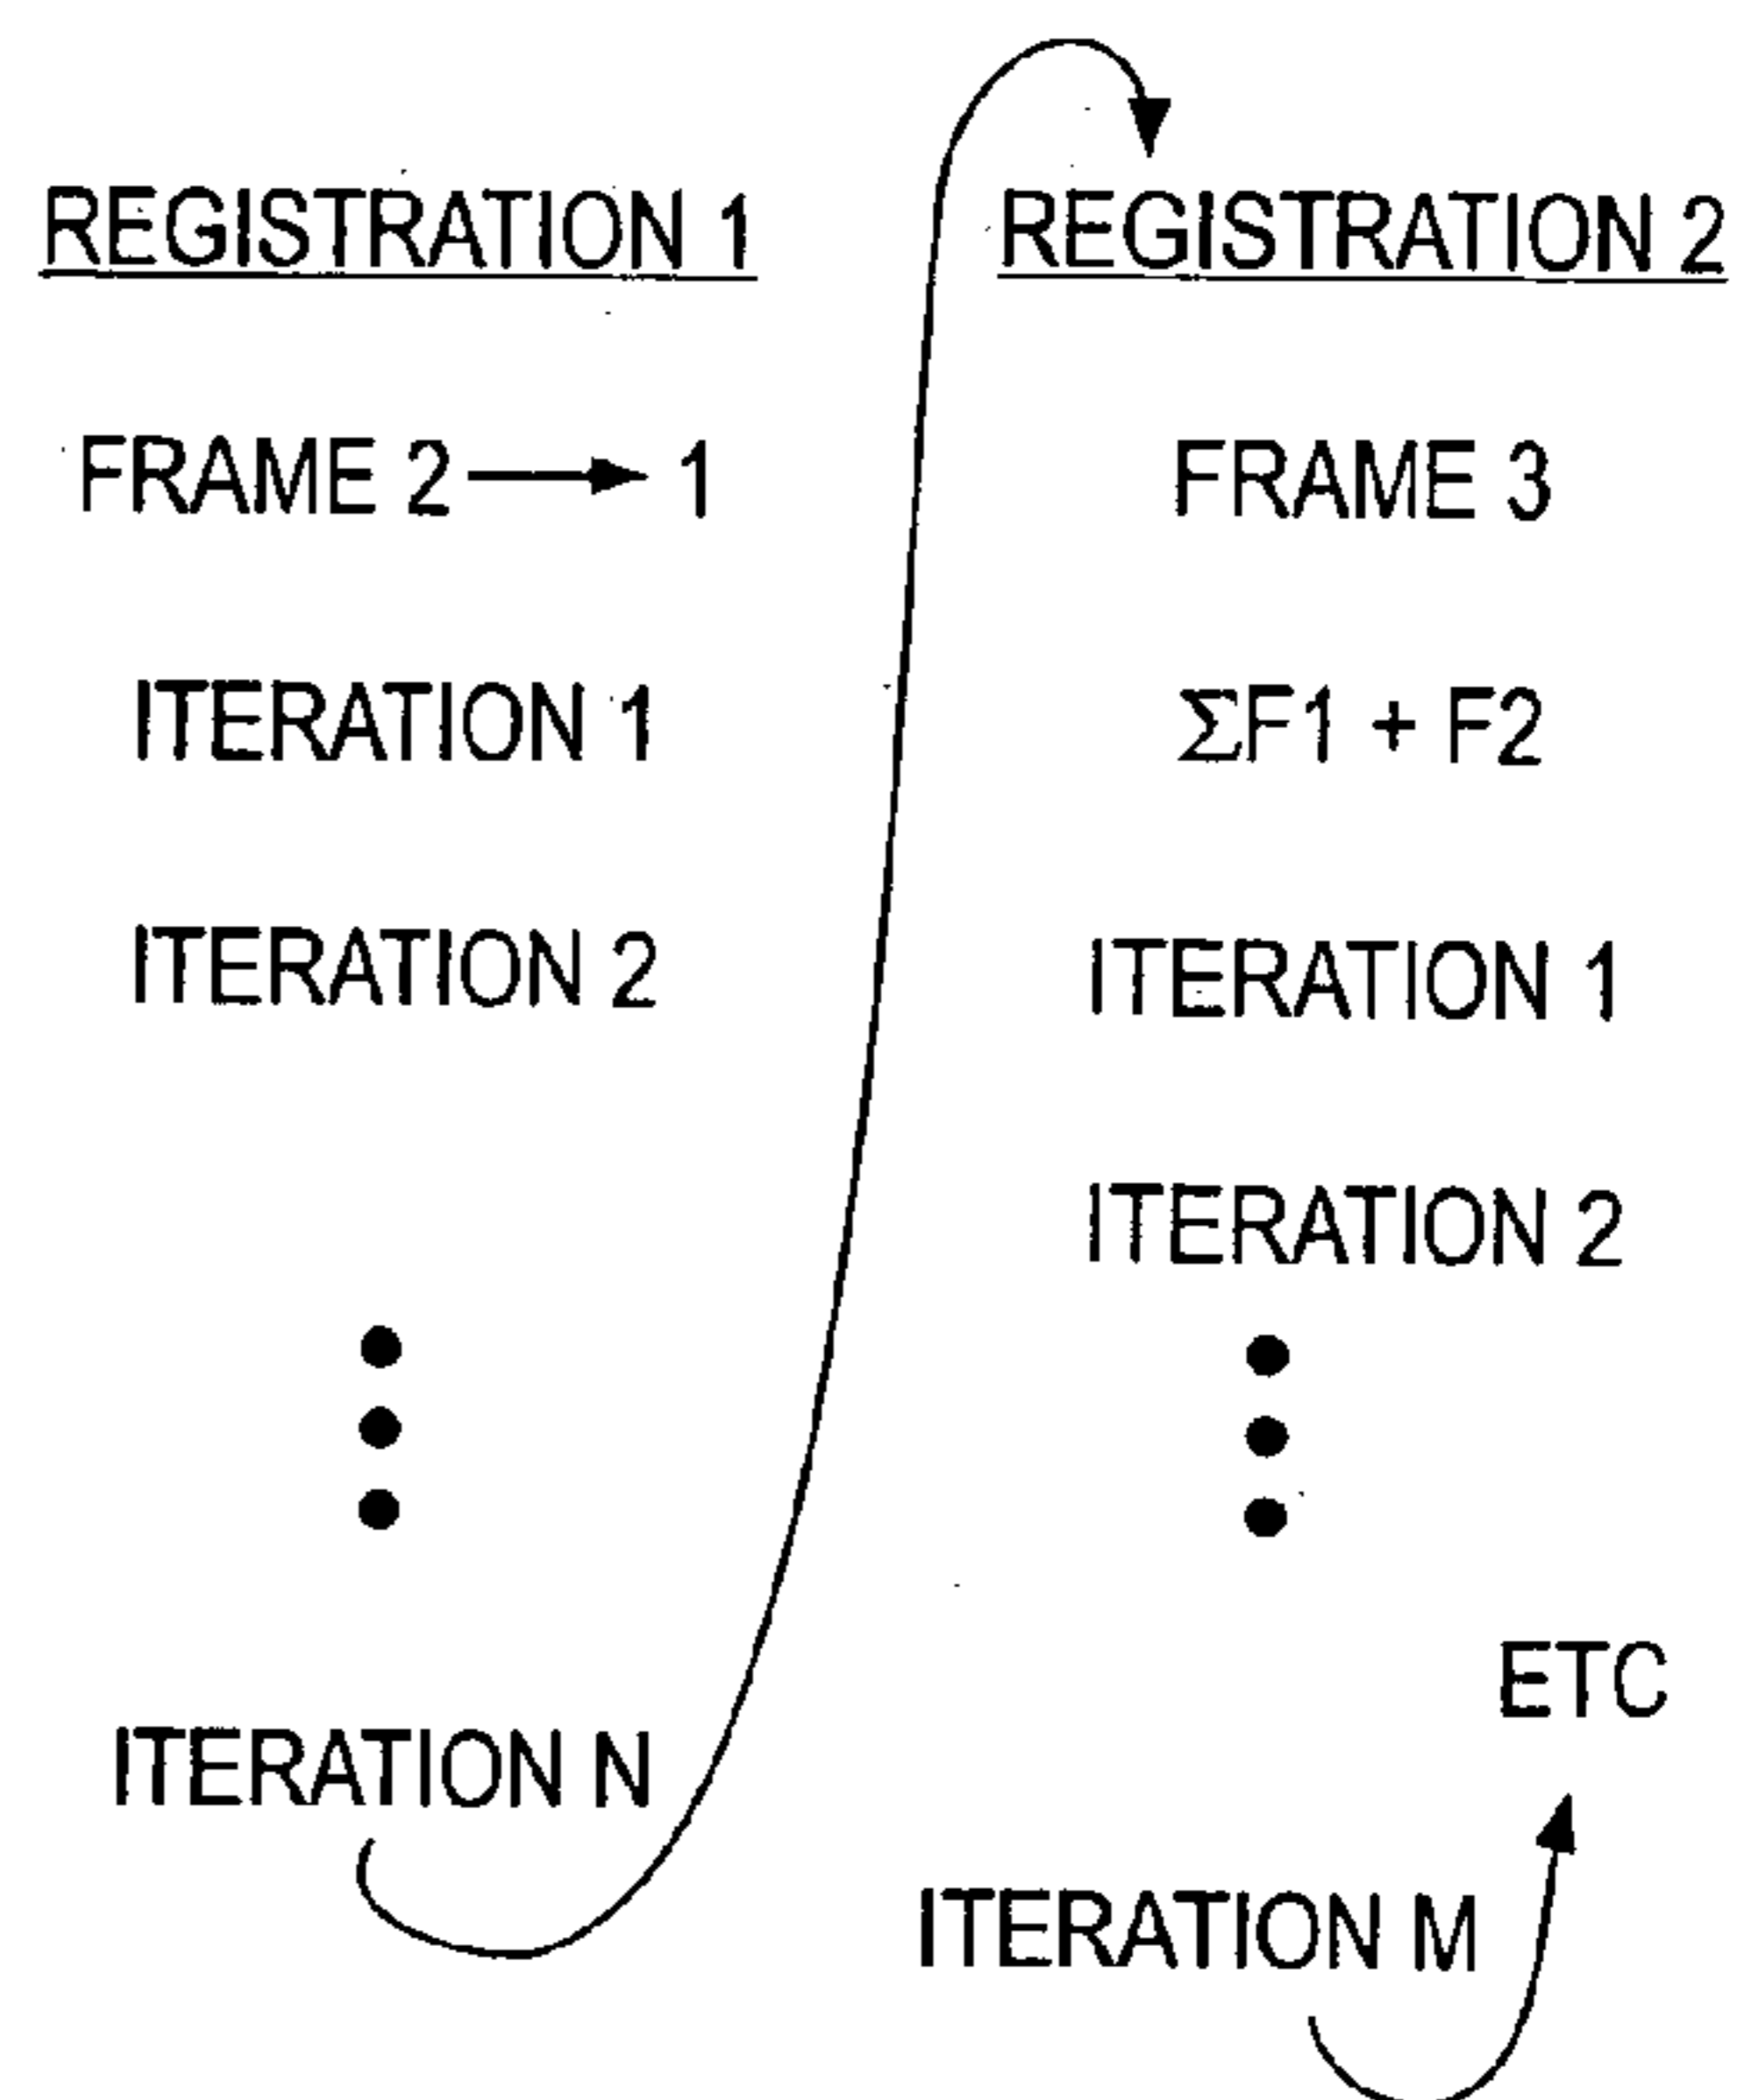 REGISTRATION 1
FRAME 2 → 1
ITERATION 1
ITERATION 2
ITERATION N
REGISTRATION 2
FRAME 3
ΣF1 + F2
ITERATION 1
ITERATION 2
ETC
ITERATION M